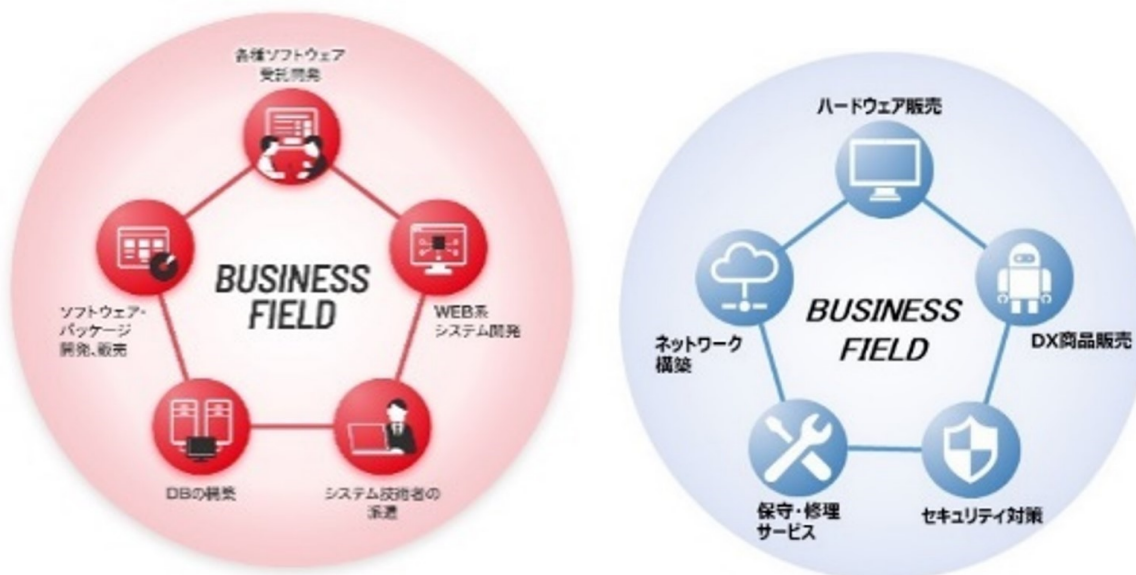 各種ソフトウェア
受託開発
BUSINESS
FIELD
WEB系
システム開発
ソフトウェア・
パッケージ
開発、販売
DBの構築
システム技術者の
派遣
ハードウェア販売
BUSINESS
FIELD
DX商品販売
ネットワーク
構築
保守・修理
サービス
セキュリティ対策